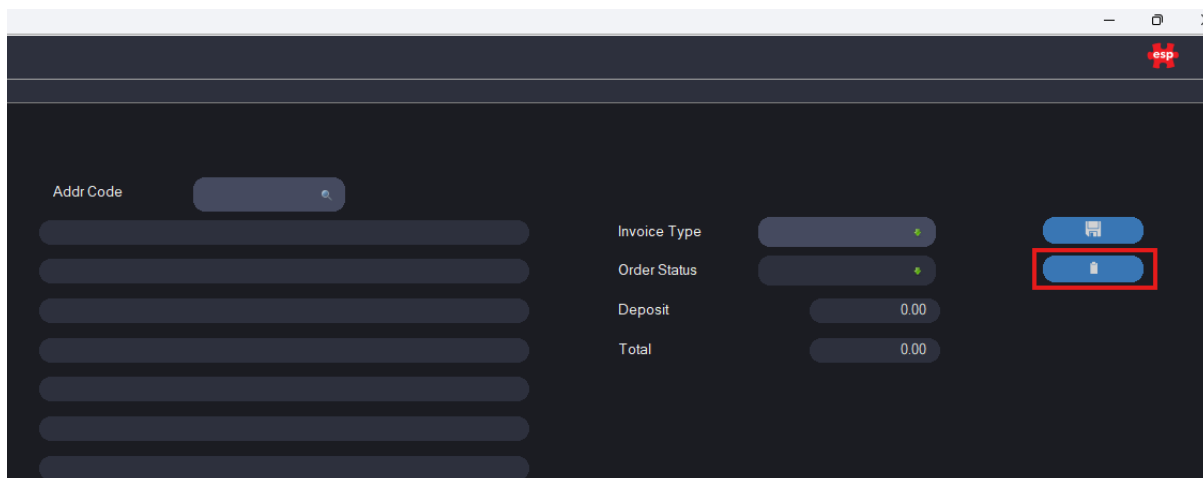 esp
Addr Code
Invoice Type
Order Status
Deposit 0.00
Total 0.00